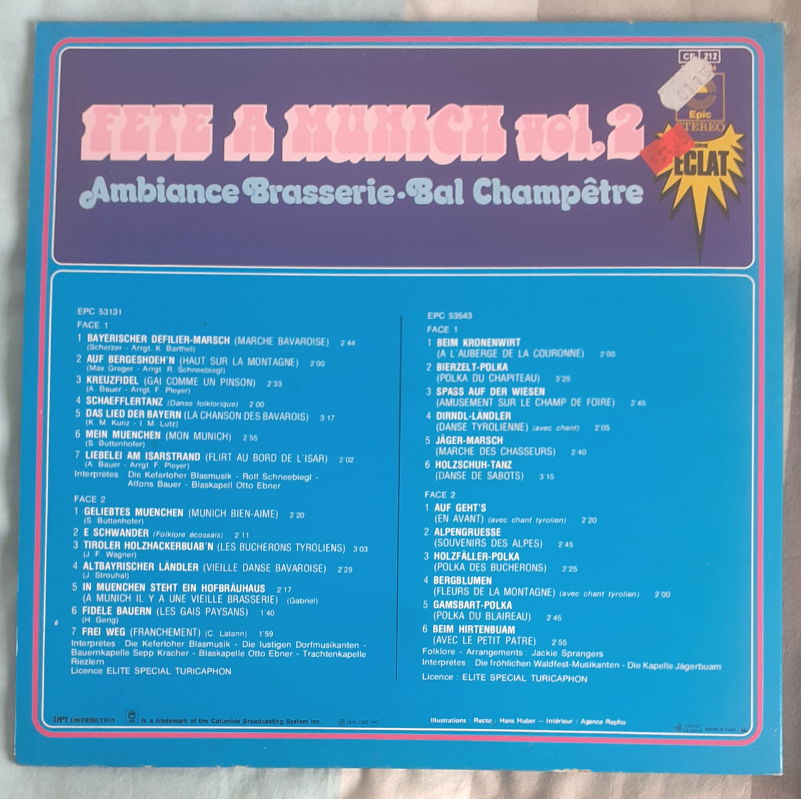 CB 212
Epic
STEREO
FETE A MUNICH vol. 2
ECLAT
Ambiance Brasserie • Bal Champêtre
EPC 53131
FACE 1
1 BAYERISCHER DEFILIER-MARSCH (MARCHE BAVAROISE) 2'44
(Scherzer - Arrgt. K. Barthel)
2 AUF BERGESHOEH'N (HAUT SUR LA MONTAGNE) 2'00
(Max Greger - Arrgt. R. Schneebiegl)
3 KREUZFIDEL (GAI COMME UN PINSON) 2'33
(A. Bauer - Arrgt. F. Pleyer)
4 SCHAEFFLERTANZ (Danse folklorique) 2'00
5 DAS LIED DER BAYERN (LA CHANSON DES BAVAROIS) 3'17
(K. M. Kunz - I. M. Lutz)
6 MEIN MUENCHEN (MON MUNICH) 2'55
(S. Büttenhofer)
7 LIEBELEI AM ISARSTRAND (FLIRT AU BORD DE L'ISAR) 2'02
(A. Bauer - Arrgt. F. Pleyer)
Interprètes : Die Keferloher Blasmusik - Rolf Schneebiegl -
Alfons Bauer - Blaskapell Otto Ebner
FACE 2
1 GELIEBTES MUENCHEN (MUNICH BIEN-AIME) 2'20
(S. Büttenhofer)
2 E SCHWANDER (Folklore écossais) 2'11
3 TIROLER HOLZHACKERBUAB'N (LES BUCHERONS TYROLIENS) 3'03
(J. F. Wagner)
4 ALTBAYRISCHER LÄNDLER (VIEILLE DANSE BAVAROISE) 2'29
(J. Strouhal)
5 IN MUENCHEN STEHT EIN HOFBRÄUHAUS 2'17
(A MUNICH IL Y A UNE VIEILLE BRASSERIE) (Gabriel)
6 FIDELE BAUERN (LES GAIS PAYSANS) 1'40
(H. Gerig)
7 FREI WEG (FRANCHEMENT) (C. Latann) 1'59
Interprètes : Die Keferloher Blasmusik - Die lustigen Dorfmusikanten -
Bauernkapelle Sepp Kracher - Blaskapelle Otto Ebner - Trachtenkapelle
Riezlern
Licence ELITE SPECIAL TURICAPHON
EPC 53543
FACE 1
1 BEIM KRONENWIRT
(A L'AUBERGE DE LA COURONNE) 2'00
2 BIERZELT-POLKA
(POLKA DU CHAPITEAU) 3'25
3 SPASS AUF DER WIESEN
(AMUSEMENT SUR LE CHAMP DE FOIRE) 2'45
4 DIRNDL-LÄNDLER
(DANSE TYROLIENNE) (avec chant) 2'05
5 JÄGER-MARSCH
(MARCHE DES CHASSEURS) 2'40
6 HOLZSCHUH-TANZ
(DANSE DE SABOTS) 3'15
FACE 2
1 AUF GEHT'S
(EN AVANT) (avec chant tyrolien) 2'20
2 ALPENGRUESSE
(SOUVENIRS DES ALPES) 2'45
3 HOLZFÄLLER-POLKA
(POLKA DES BUCHERONS) 2'25
4 BERGBLUMEN
(FLEURS DE LA MONTAGNE) (avec chant tyrolien) 2'00
5 GAMSBART-POLKA
(POLKA DU BLAIREAU) 2'45
6 BEIM HIRTENBUAM
(AVEC LE PETIT PATRE) 2'55
Folklore - Arrangements : Jackie Sprangers
Interprètes : Die fröhlichen Waldfest-Musikanten - Die Kapelle Jägerbuam
Licence : ELITE SPECIAL TURICAPHON
DPI DISTRIBUTION
is a trademark of the Columbia Broadcasting System Inc.
Illustrations : Recto : Hans Huber – Intérieur : Agence Rapho